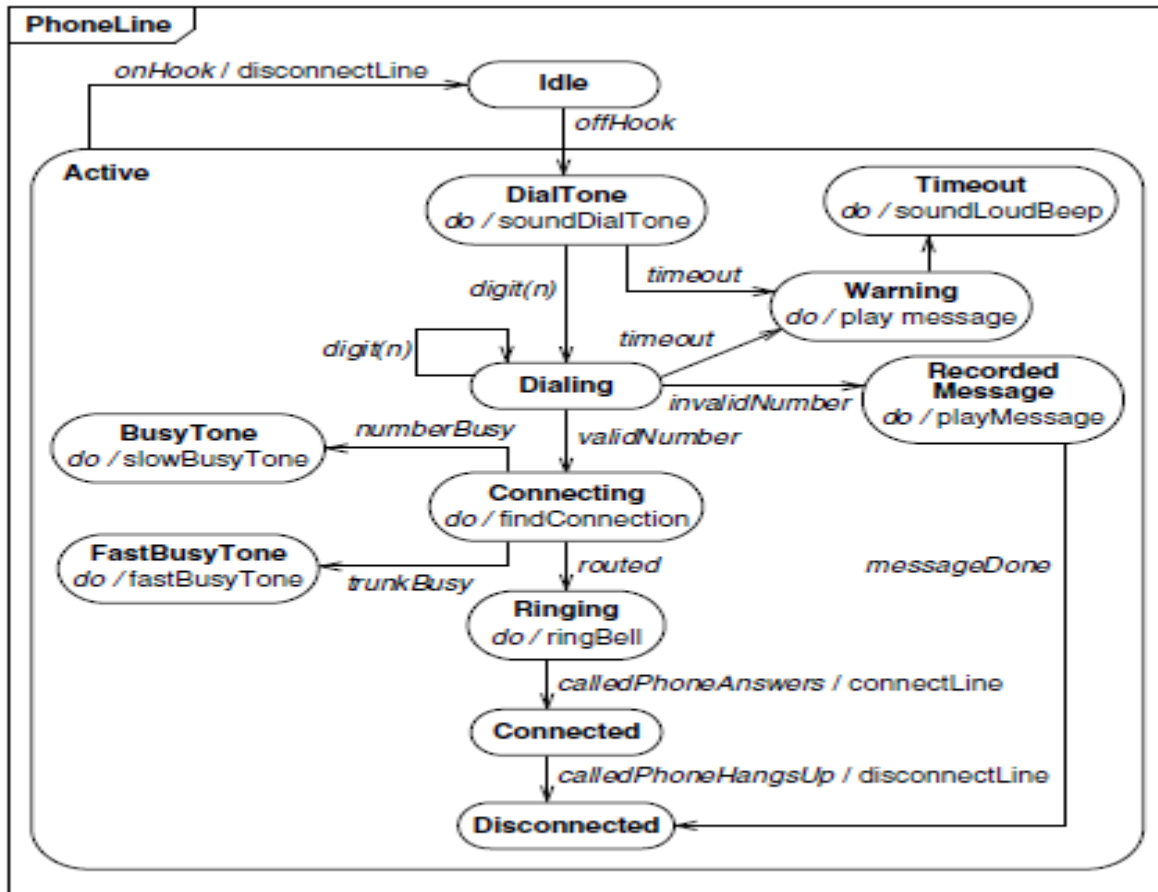 PhoneLine
onHook / disconnectLine
Idle
offHook
Active
DialTone
do / soundDialTone
Timeout
do / soundLoudBeep
timeout
Warning
do / play message
digit(n)
digit(n)
timeout
Dialing
Recorded
Message
do / playMessage
invalidNumber
BusyTone
do / slowBusyTone
numberBusy
validNumber
Connecting
do / findConnection
FastBusyTone
do / fastBusyTone
trunkBusy
routed
messageDone
Ringing
do / ringBell
calledPhoneAnswers / connectLine
Connected
calledPhoneHangsUp / disconnectLine
Disconnected